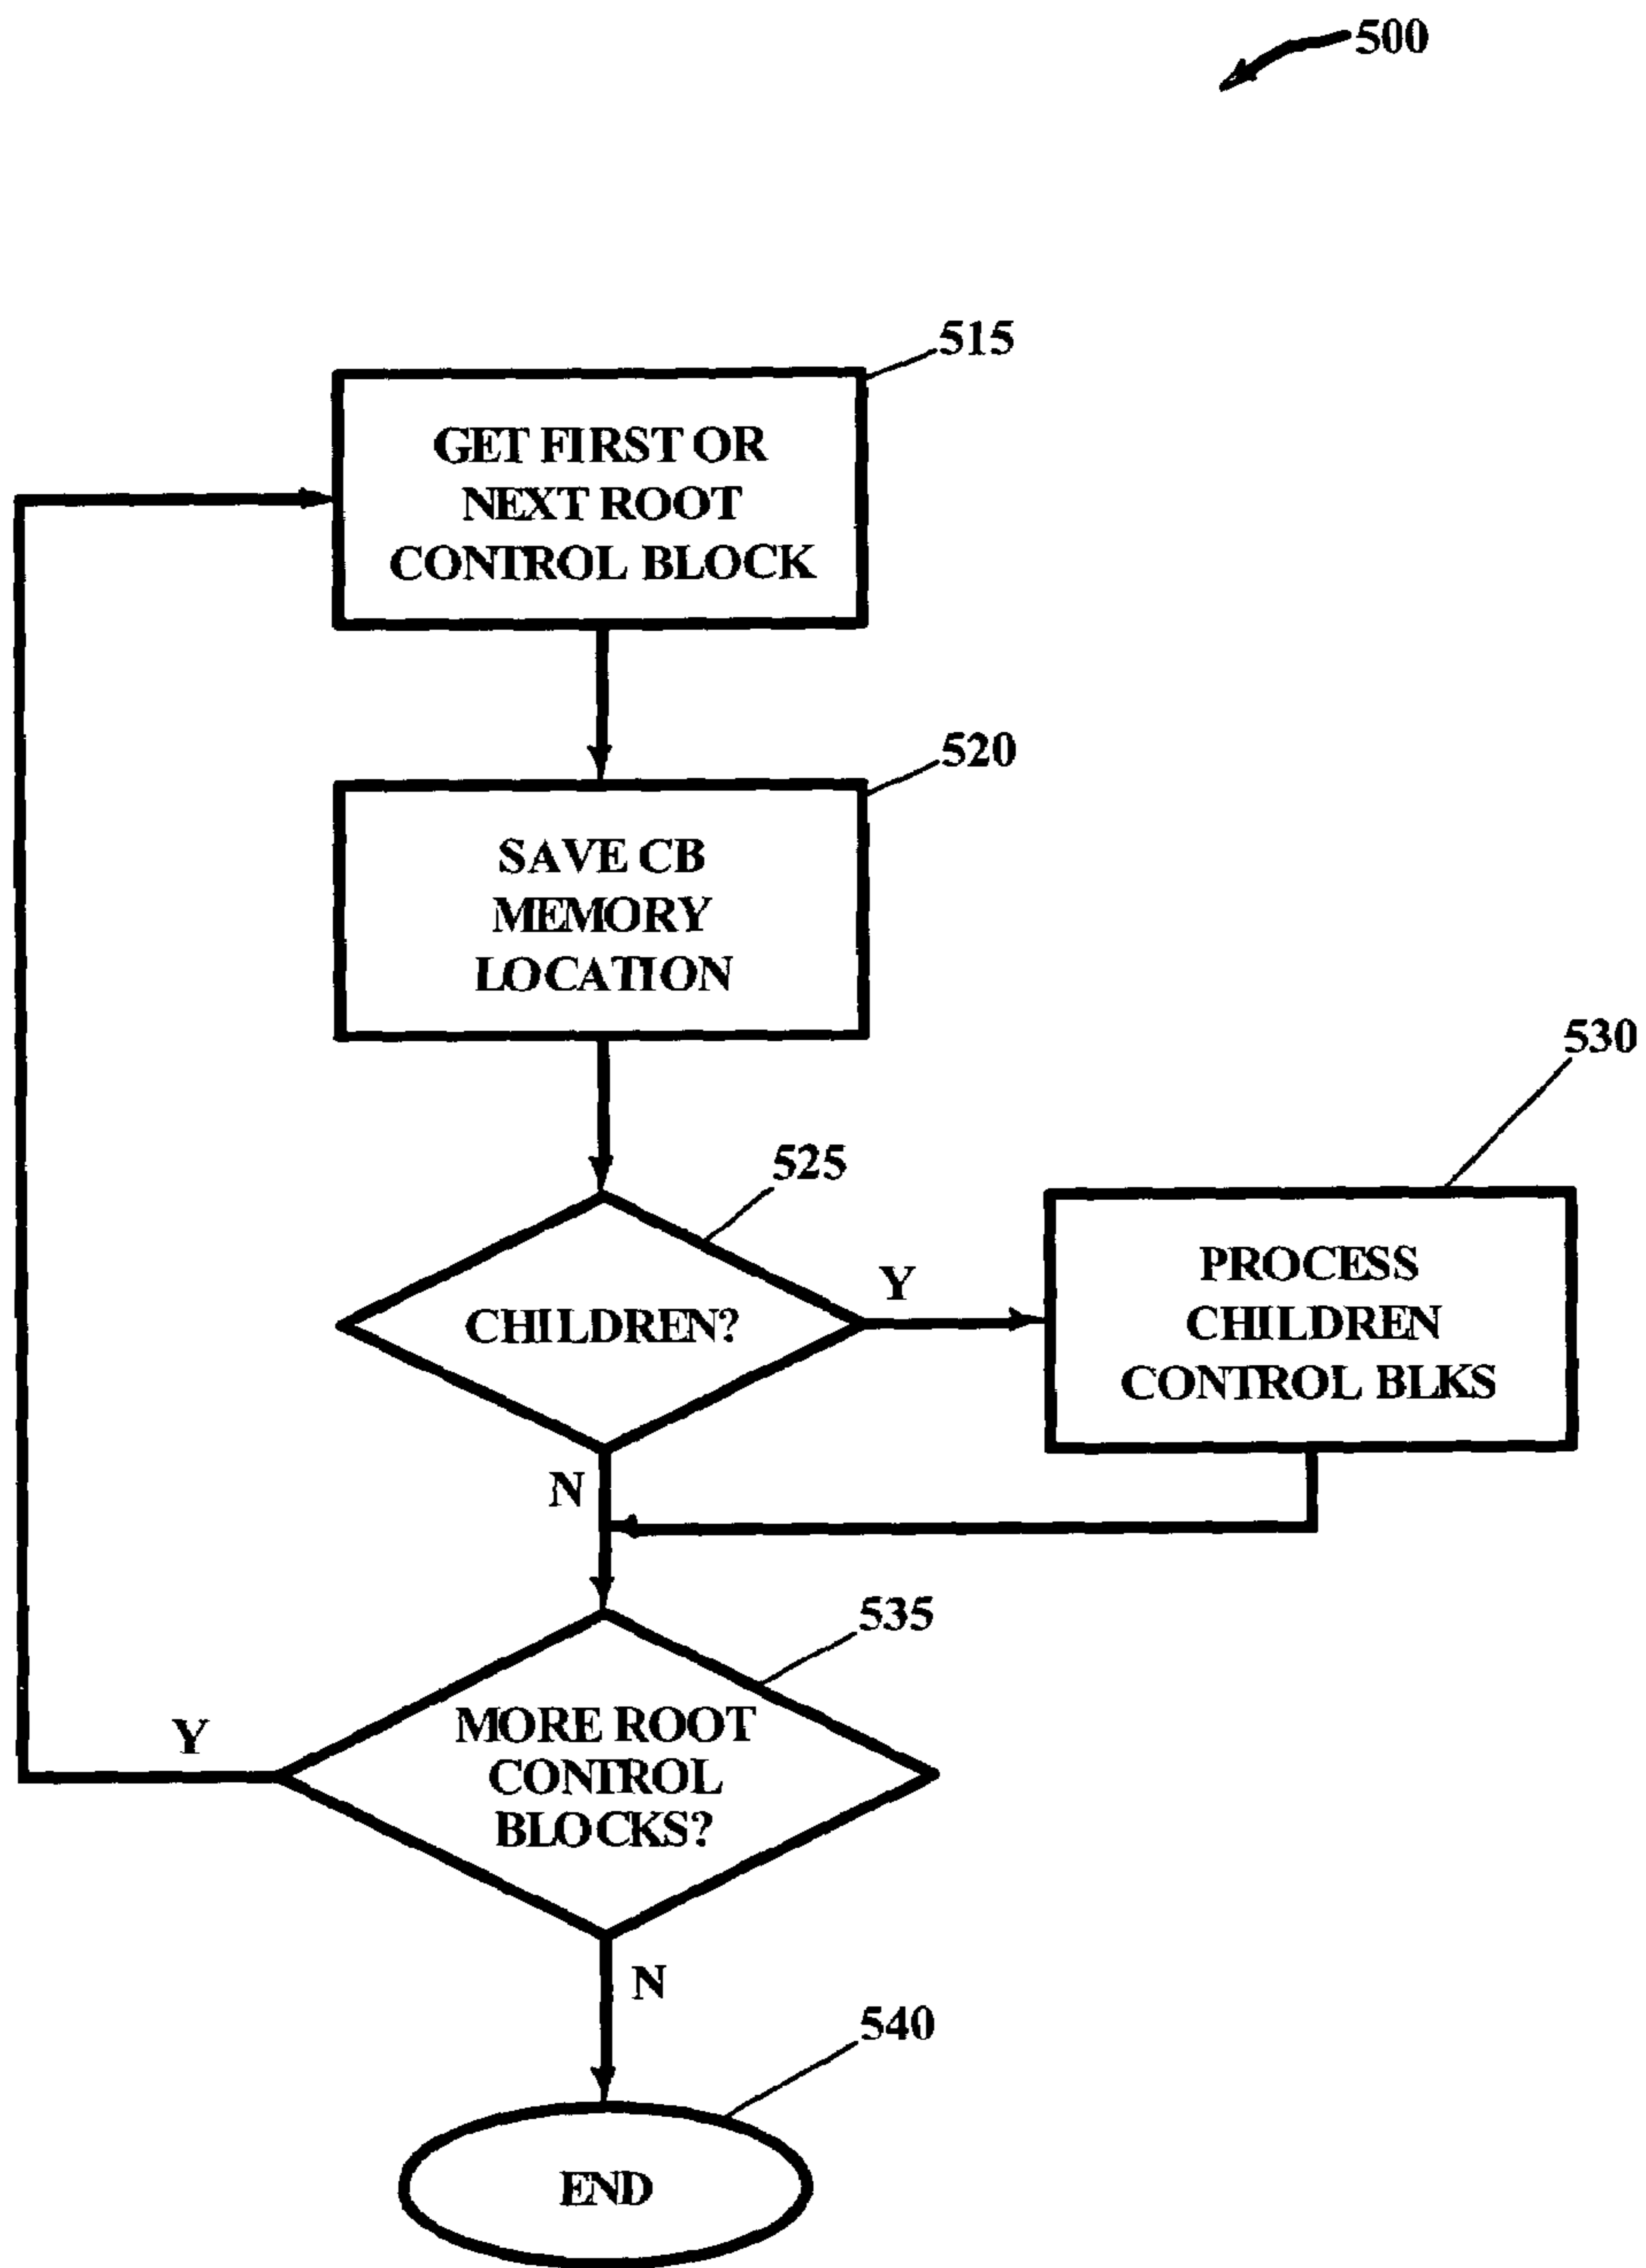 500
515
GET FIRST OR
NEXT ROOT
CONTROL BLOCK
520
SAVE CB
MEMORY
LOCATION
530
525
CHILDREN?
Y
PROCESS
CHILDREN
CONTROL BLKS
N
535
MORE ROOT
CONTROL
BLOCKS?
Y
N
540
END